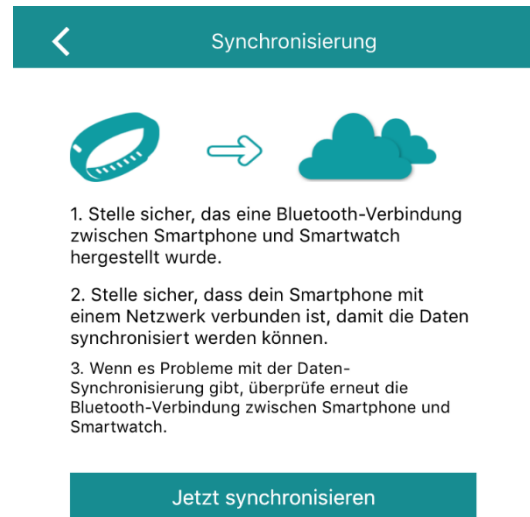 Synchronisierung
1. Stelle sicher, das eine Bluetooth-Verbindung
zwischen Smartphone und Smartwatch
hergestellt wurde.
2. Stelle sicher, dass dein Smartphone mit
einem Netzwerk verbunden ist, damit die Daten
synchronisiert werden können.
3. Wenn es Probleme mit der Daten-
Synchronisierung gibt, überprüfe erneut die
Bluetooth-Verbindung zwischen Smartphone und
Smartwatch.
Jetzt synchronisieren